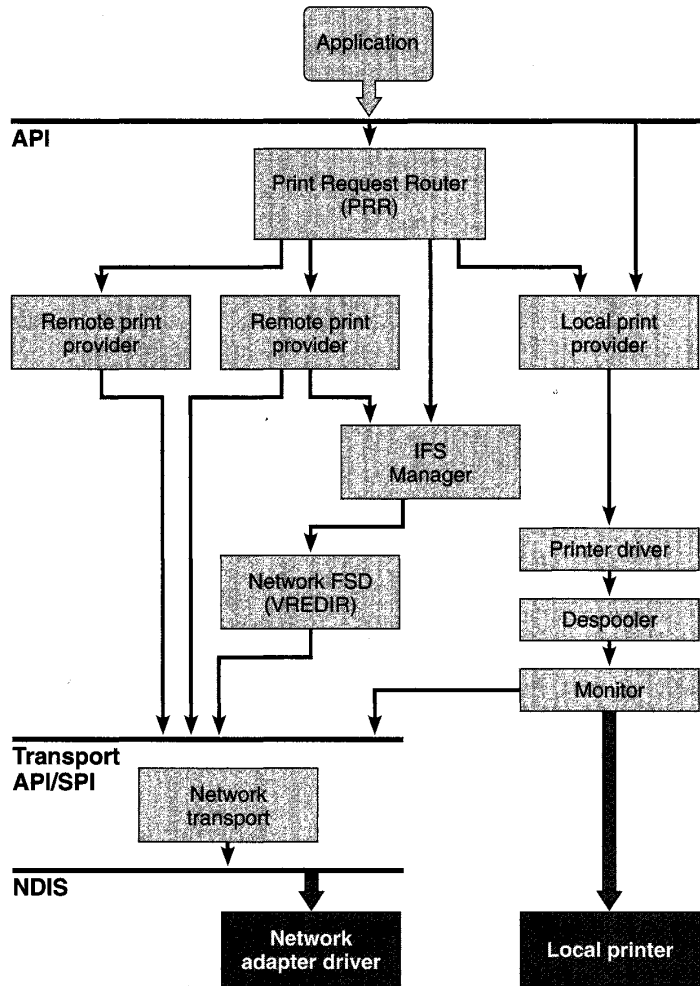 Application
API
Print Request Router
(PRR)
Remote print
provider
Remote print
provider
Local print
provider
IFS
Manager
Network FSD
(VREDIR)
Printer driver
Despooler
Monitor
Transport
API/SPI
Network
transport
NDIS
Network
adapter driver
Local printer